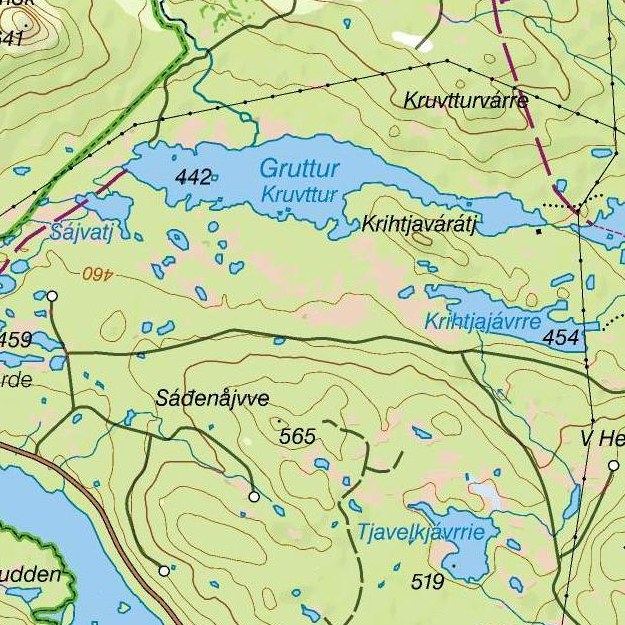 541
Kruvtturvárre
442
Gruttur
Kruvttur
Sájvatj
Krihtjavárátj
460
Krihtjajávrre
454
459
rde
Sáđenåjvve
565
V He
Tjavelkjávrrie
519
udden